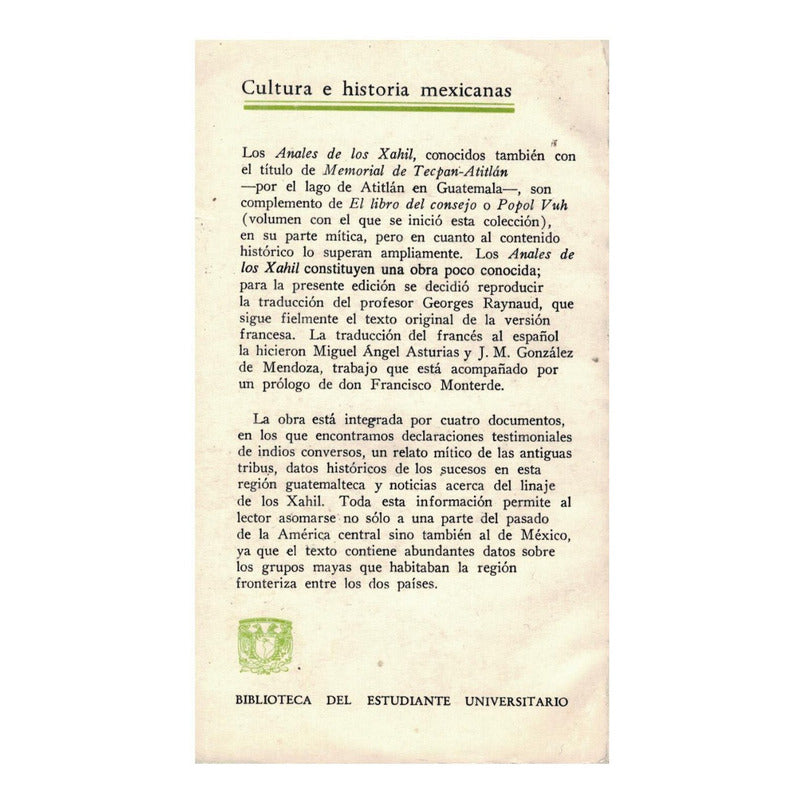 Cultura e historia mexicanas
Los Anales de los Xahil, conocidos también con
el título de Memorial de Tecpan-Atitlán
—por el lago de Atitlán en Guatemala—, son
complemento de El libro del consejo o Popol Vuh
(volumen con el que se inició esta colección),
en su parte mítica, pero en cuanto al contenido
histórico lo superan ampliamente. Los Anales de
los Xahil constituyen una obra poco conocida;
para la presente edición se decidió reproducir
la traducción del profesor Georges Raynaud, que
sigue fielmente el texto original de la versión
francesa. La traducción del francés al español
la hicieron Miguel Ángel Asturias y J. M. González
de Mendoza, trabajo que está acompañado por
un prólogo de don Francisco Monterde.
La obra está integrada por cuatro documentos,
en los que encontramos declaraciones testimoniales
de indios conversos, un relato mítico de las antiguas
tribus, datos históricos de los sucesos en esta
región guatemalteca y noticias acerca del linaje
de los Xahil. Toda esta información permite al
lector asomarse no sólo a una parte del pasado
de la América central sino también al de México,
ya que el texto contiene abundantes datos sobre
los grupos mayas que habitaban la región
fronteriza entre los dos países.
BIBLIOTECA DEL ESTUDIANTE UNIVERSITARIO